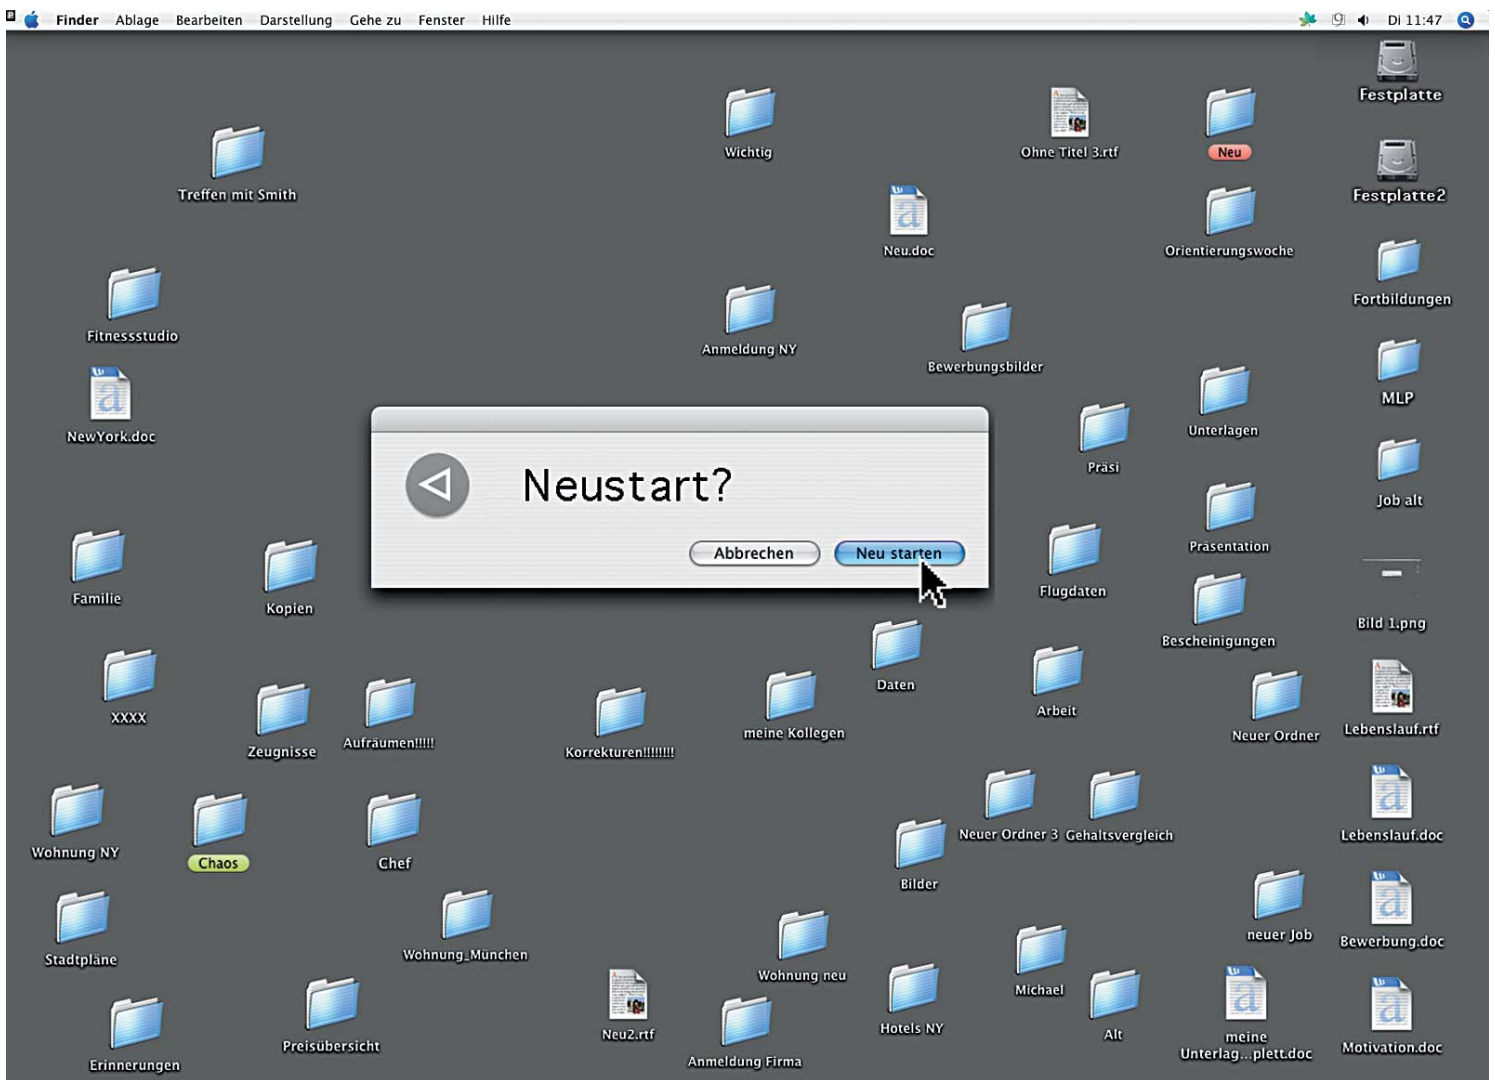 Finder Ablage Bearbeiten Darstellung Gehe zu Fenster Hilfe Di 11:47
Festplatte
Wichtig
Ohne Titel 3.rtf
Neu
Treffen mit Smith
Festplatte2
Neu.doc
Orientierungswoche
Fortbildungen
Fitnessstudio
Anmeldung NY
Bewerbungsbilder
MLP
NewYork.doc
Unterlagen
Präsi
Neustart?
Job alt
Abbrechen Neu starten
Präsentation
Familie
Kopien
Flugdaten
Bild 1.png
Bescheinigungen
Daten
XXXX
Arbeit
Zeugnisse
Aufräumen!!!!!
Korrekturen!!!!!!!!
meine Kollegen
Neuer Ordner
Lebenslauf.rtf
Wohnung NY
Chaos
Chef
Neuer Ordner 3
Gehaltsvergleich
Lebenslauf.doc
Bilder
Stadtpläne
Wohnung_München
Wohnung neu
neuer Job
Bewerbung.doc
Michael
Erinnerungen
Preisübersicht
Neu2.rtf
Anmeldung Firma
Hotels NY
Alt
meine
Unterlag...plett.doc
Motivation.doc